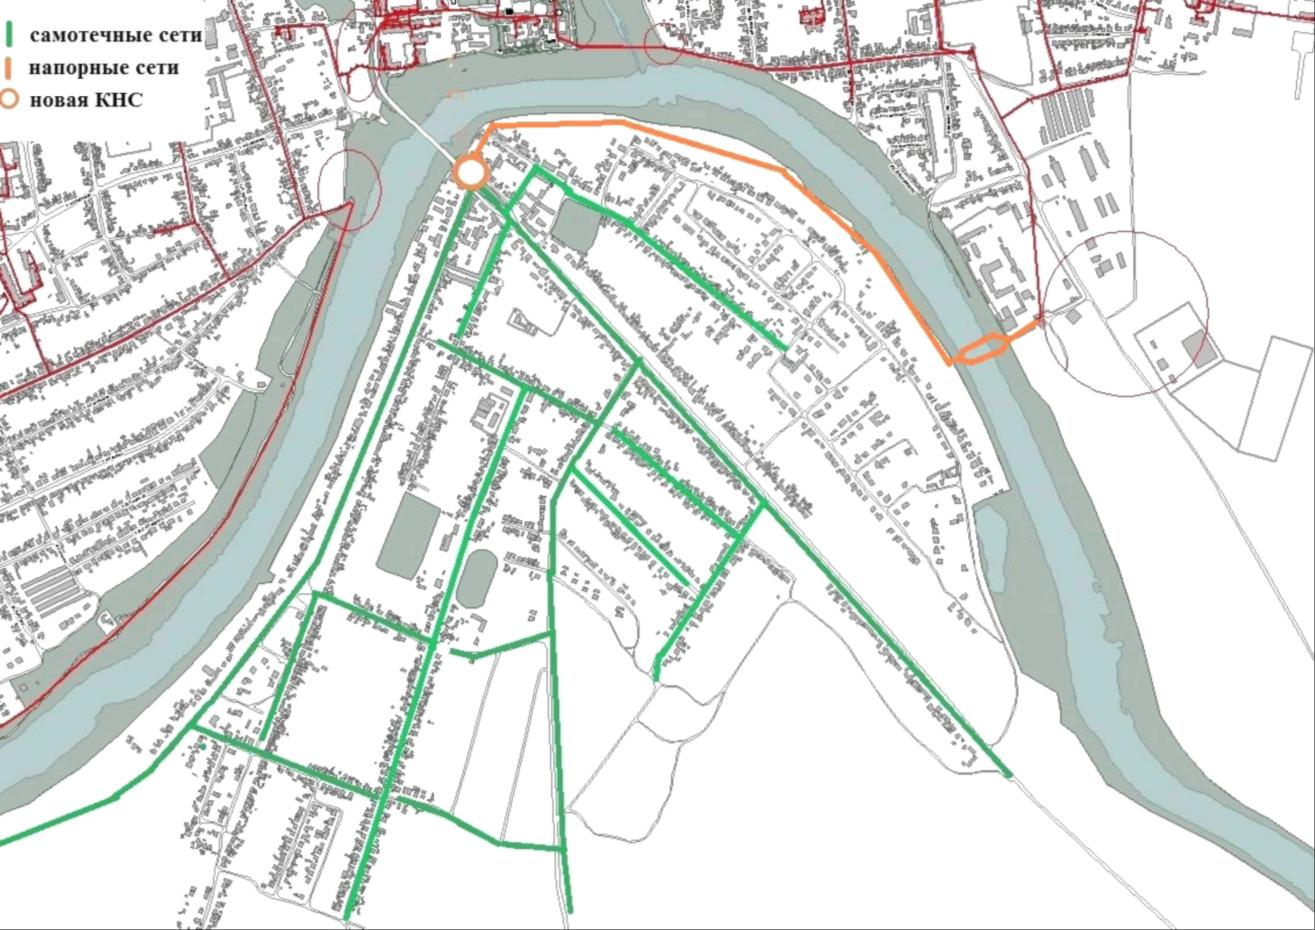 самотечные сети
напорные сети
новая КНС